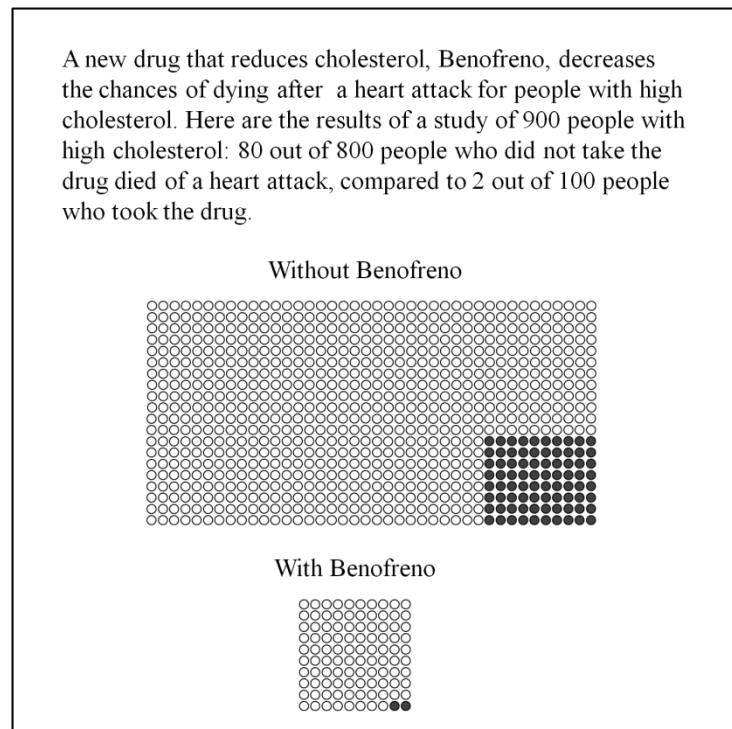 A new drug that reduces cholesterol, Benofreno, decreases
the chances of dying after a heart attack for people with high
cholesterol. Here are the results of a study of 900 people with
high cholesterol: 80 out of 800 people who did not take the
drug died of a heart attack, compared to 2 out of 100 people
who took the drug.
Without Benofreno
With Benofreno